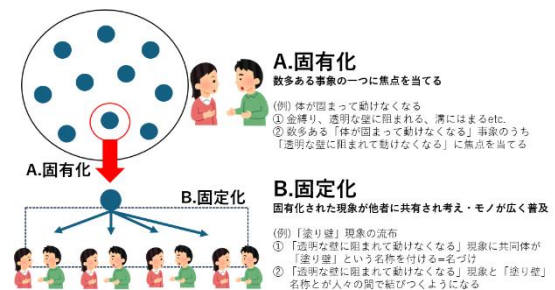 A.固有化
数多ある事象の一つに焦点を当てる
(例) 体が固まって動けなくなる
① 金縛り、透明な壁に阻まれる、溝にはまるetc.
② 数多ある「体が固まって動けなくなる」事象のうち
「透明な壁に阻まれて動けなくなる」に焦点を当てる
A.固有化
B.固定化
B.固定化
固有化された現象が他者に共有され考え・モノが広く普及
(例)「塗り壁」現象の流布
① 「透明な壁に阻まれて動けなくなる」現象に共同体が
「塗り壁」という名称を付ける=名づけ
② 「透明な壁に阻まれて動けなくなる」現象と「塗り壁」
名称とが人々の間で結びつくようになる